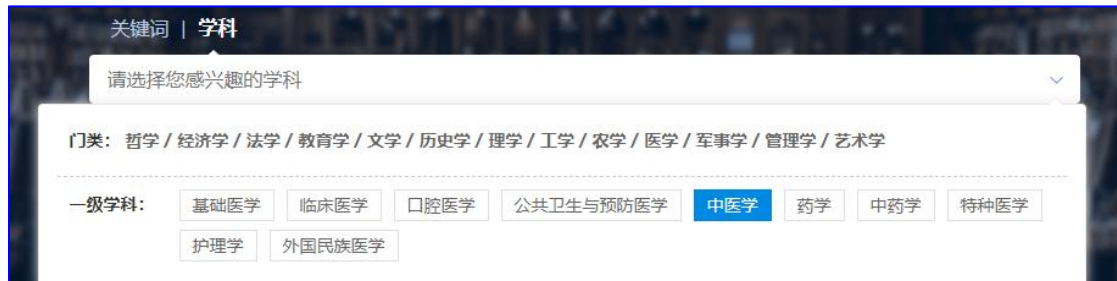 关键词 | 学科
请选择您感兴趣的学科
门类： 哲学 / 经济学 / 法学 / 教育学 / 文学 / 历史学 / 理学 / 工学 / 农学 / 医学 / 军事学 / 管理学 / 艺术学
一级学科： 基础医学 临床医学 口腔医学 公共卫生与预防医学 中医学 药学 中药学 特种医学
护理学 外国民族医学